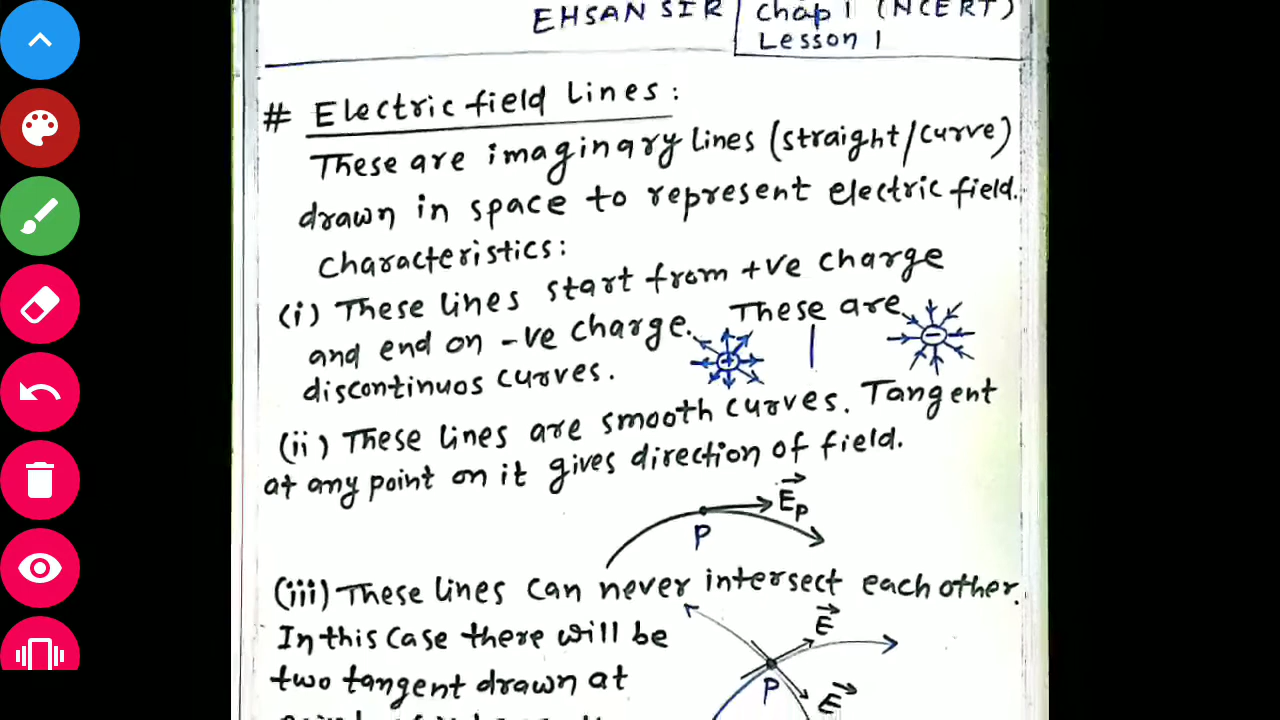 EHSAN SIR
Chap 1 (NCERT)
Lesson 1
# Electric field Lines:
These are imaginary lines (straight/curve)
drawn in space to represent electric field.
Characteristics:
(i) These lines start from +ve charge
and end on -ve charge. These are
discontinuos curves.
+
−
(ii) These lines are smooth curves. Tangent
at any point on it gives direction of field.
E⃗p
P
(iii) These lines can never intersect each other.
In this case there will be
two tangent drawn at
E⃗
P
E⃗